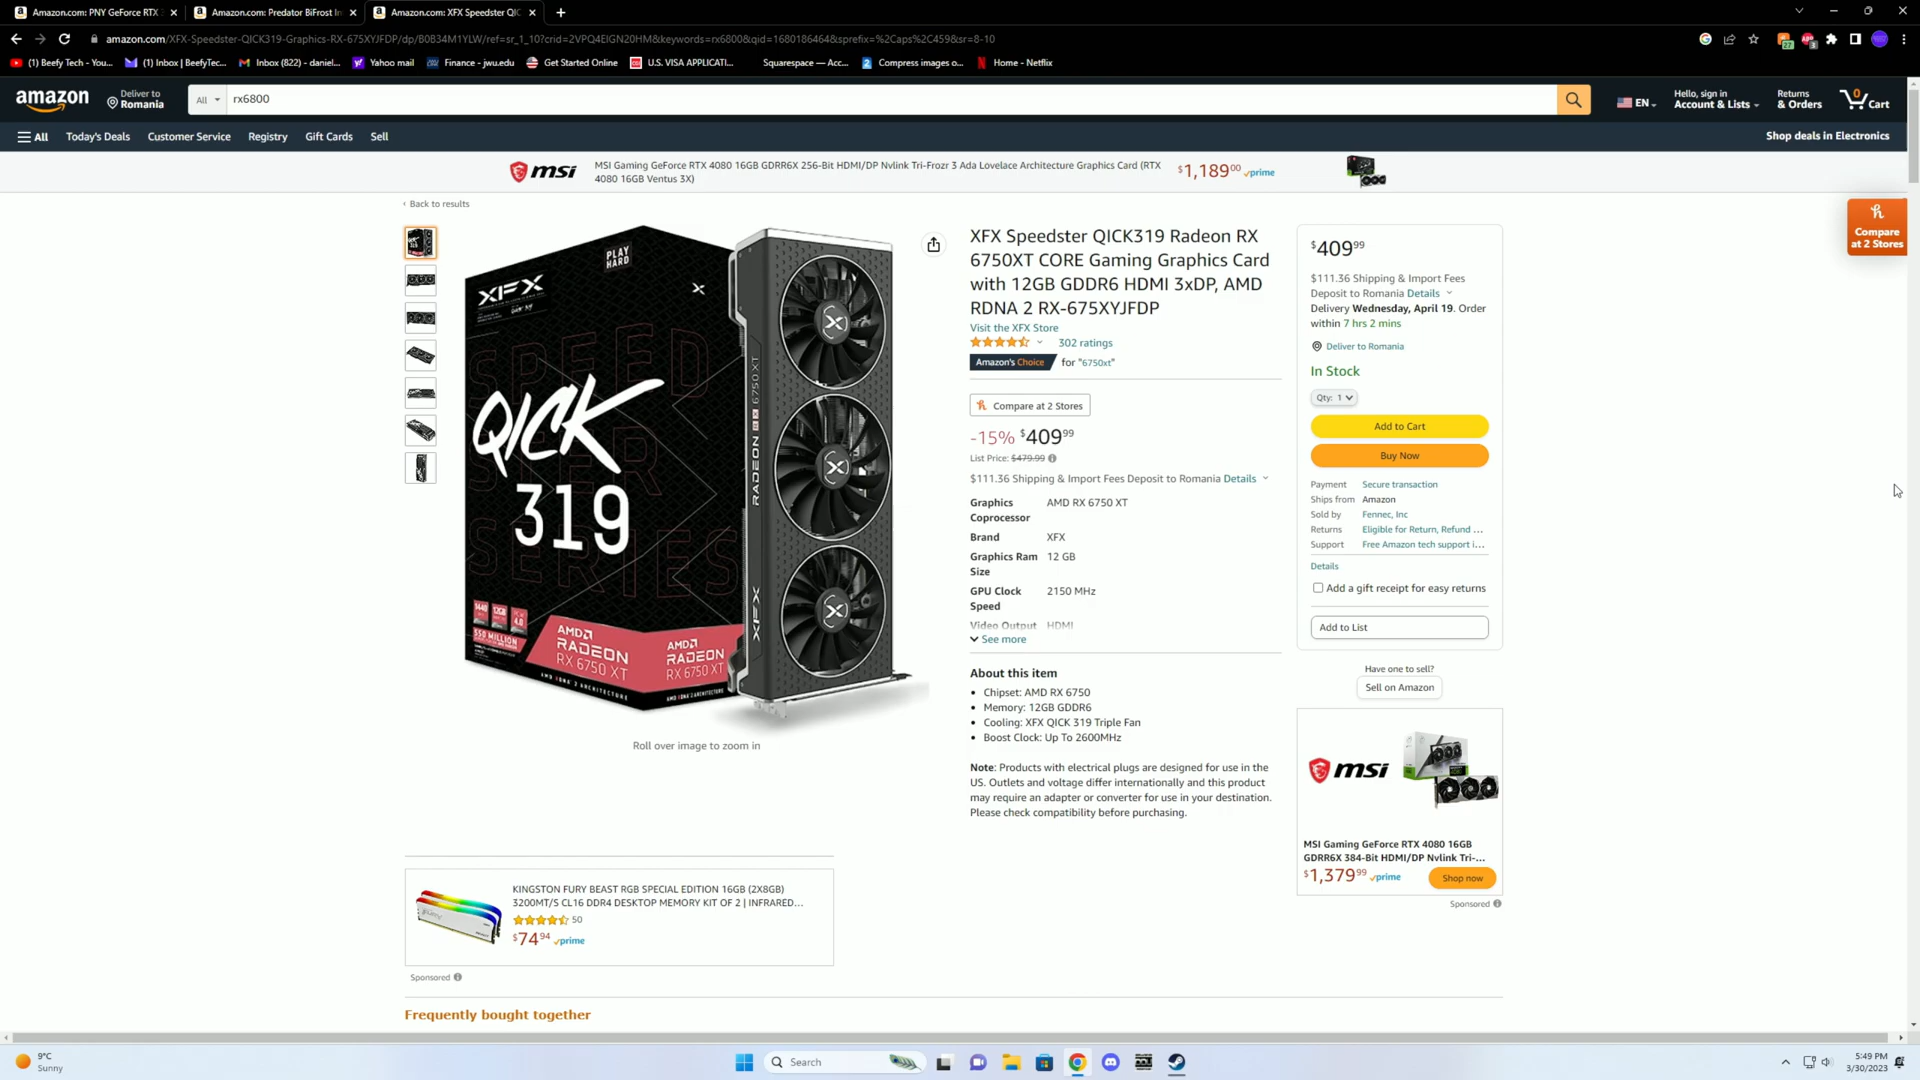 Amazon.com: PNY GeForce RTX
Amazon.com: Predator BiFrost In
Amazon.com: XFX Speedster QIC
amazon.com/XFX-Speedster-QICK319-Graphics-RX-675XYJFDP/dp/B0B34M1YLW/ref=sr_1_10?crid=2VPQ4EIGN20HM&keywords=rx6800&qid=1680186464&sprefix=%2Caps%2C459&sr=8-10
(1) Beefy Tech - You...
(1) Inbox | BeefyTec...
Inbox (822) - daniel...
Yahoo mail
Finance - jwu.edu
Get Started Online
U.S. VISA APPLICATI...
Squarespace — Acc...
Compress images o...
Home - Netflix
amazon
Deliver to
Romania
All
rx6800
EN
Hello, sign in
Account & Lists
Returns
& Orders
0
Cart
All
Today's Deals
Customer Service
Registry
Gift Cards
Sell
Shop deals in Electronics
msi
MSI Gaming GeForce RTX 4080 16GB GDRR6X 256-Bit HDMI/DP Nvlink Tri-Frozr 3 Ada Lovelace Architecture Graphics Card (RTX
4080 16GB Ventus 3X)
$1,189.00 prime
‹ Back to results
Compare
at 2 Stores
PLAY
HARD
XFX
SPEED
STER
SERIES
QICK
319
1440
12GB
4.0
550 MILLION
AMD
RADEON
RX 6750 XT
AMD
RADEON
RX 6750 XT
AMD RDNA 2 ARCHITECTURE
RADEON RX 6750XT
XFX
Roll over image to zoom in
XFX Speedster QICK319 Radeon RX
6750XT CORE Gaming Graphics Card
with 12GB GDDR6 HDMI 3xDP, AMD
RDNA 2 RX-675XYJFDP
Visit the XFX Store
302 ratings
Amazon's Choice for "6750xt"
Compare at 2 Stores
-15% $409.99
List Price: $479.99
$111.36 Shipping & Import Fees Deposit to Romania Details
Graphics
Coprocessor
AMD RX 6750 XT
Brand XFX
Graphics Ram
Size
12 GB
GPU Clock
Speed
2150 MHz
Video Output HDMI
See more
About this item
• Chipset: AMD RX 6750
• Memory: 12GB GDDR6
• Cooling: XFX QICK 319 Triple Fan
• Boost Clock: Up To 2600MHz
Note: Products with electrical plugs are designed for use in the
US. Outlets and voltage differ internationally and this product
may require an adapter or converter for use in your destination.
Please check compatibility before purchasing.
$409.99
$111.36 Shipping & Import Fees
Deposit to Romania Details
Delivery Wednesday, April 19. Order
within 7 hrs 2 mins
Deliver to Romania
In Stock
Qty: 1
Add to Cart
Buy Now
Payment Secure transaction
Ships from Amazon
Sold by Fennec, Inc
Returns Eligible for Return, Refund ...
Support Free Amazon tech support i...
Details
Add a gift receipt for easy returns
Add to List
Have one to sell?
Sell on Amazon
msi
MSI Gaming GeForce RTX 4080 16GB
GDRR6X 384-Bit HDMI/DP Nvlink Tri-...
$1,379.99 prime
Shop now
Sponsored
KINGSTON FURY BEAST RGB SPECIAL EDITION 16GB (2X8GB)
3200MT/S CL16 DDR4 DESKTOP MEMORY KIT OF 2 | INFRARED...
50
$74.94 prime
Sponsored
Frequently bought together
9°C
Sunny
Search
5:49 PM
3/30/2023